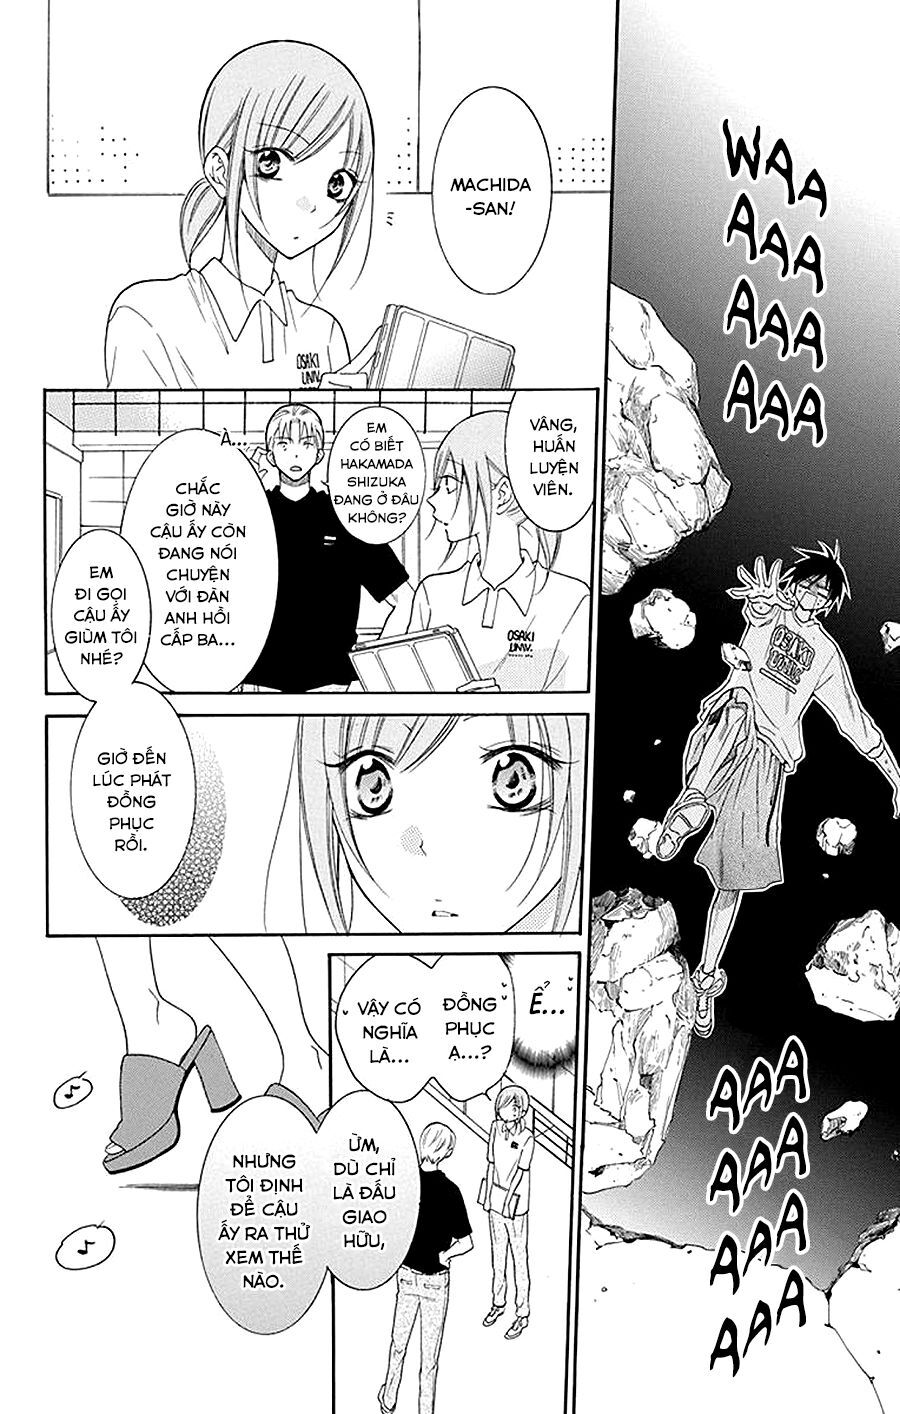 WAA
AAA
AAA
AAA
AAA
AAA
AAA
AAA
OSAKI
UNIV.
MACHIDA
-SAN!
OSAKI
UNIV.
VÂNG,
HUẤN
LUYỆN
VIÊN.
EM
CÓ BIẾT
HAKAMADA
SHIZUKA
ĐANG Ở ĐÂU
KHÔNG?
À...
CHẮC
GIỜ NÀY
CẬU ẤY CÒN
ĐANG NÓI
CHUYỆN
VỚI ĐÀN
ANH HỒI
CẤP BA...
EM
ĐI GỌI
CẬU ẤY
GIÙM TÔI
NHÉ?
OSAKI
UNIV.
GIỜ ĐẾN
LÚC PHÁT
ĐỒNG
PHỤC
RỒI.
Ể...
ĐỒNG
PHỤC
Ạ...?
VẬY CÓ
NGHĨA
LÀ...
ỪM,
DÙ CHỈ
LÀ ĐẤU
GIAO
HỮU,
NHƯNG
TÔI ĐỊNH
ĐỂ CẬU
ẤY RA THỬ
XEM THẾ
NÀO.